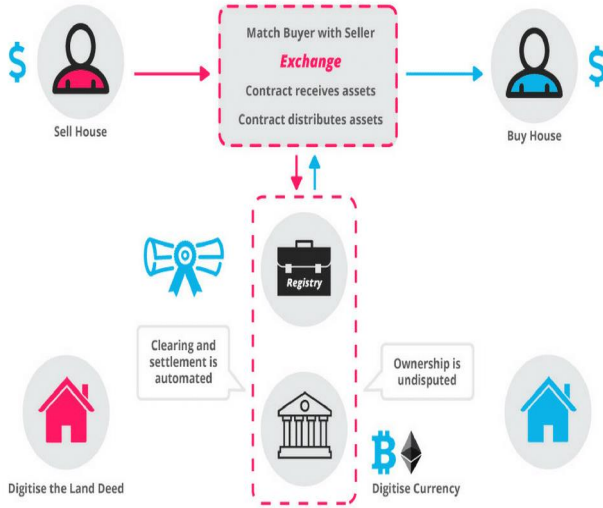 Match Buyer with Seller
Exchange
Contract receives assets
Contract distributes assets
$
$
Sell House
Buy House
Registry
Clearing and
settlement is
automated
Ownership is
undisputed
Digitise the Land Deed
Digitise Currency